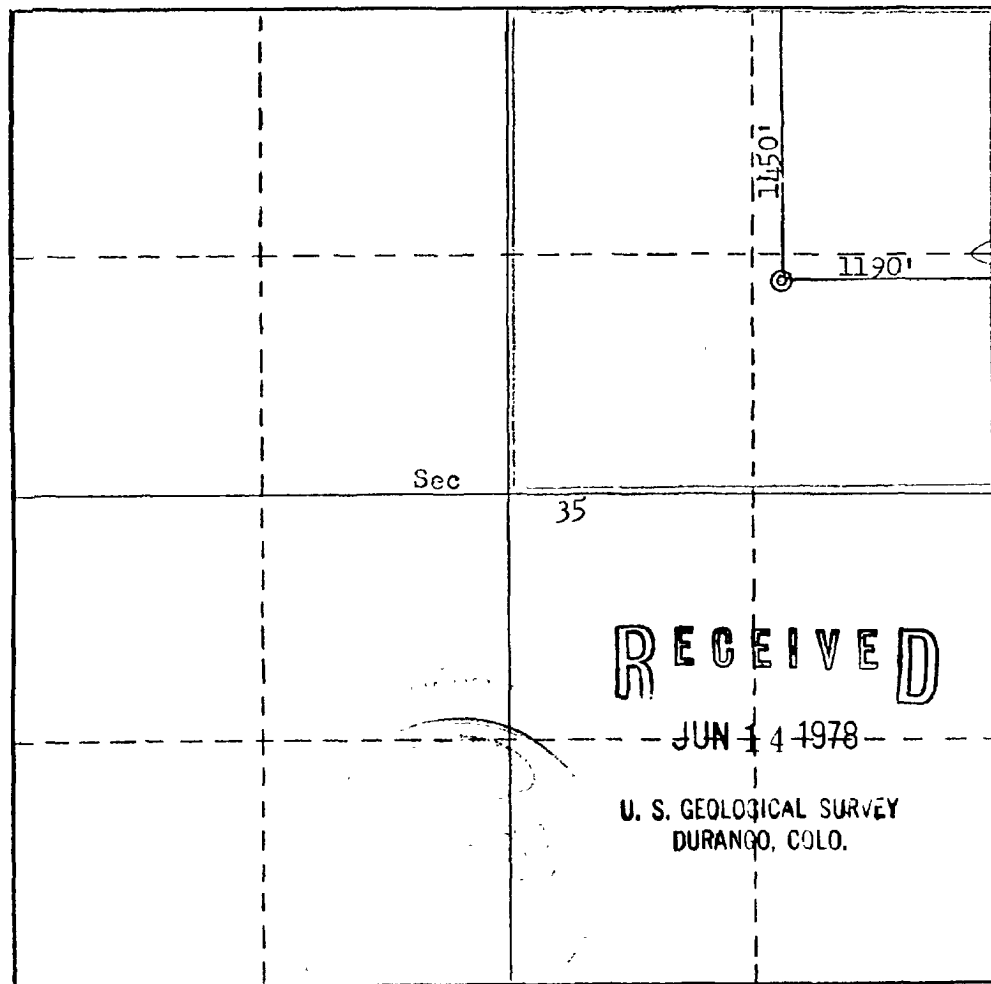 1450'
1190'
Sec
35
RECEIVED
JUN 14 1978
U. S. GEOLOGICAL SURVEY
DURANGO, COLO.